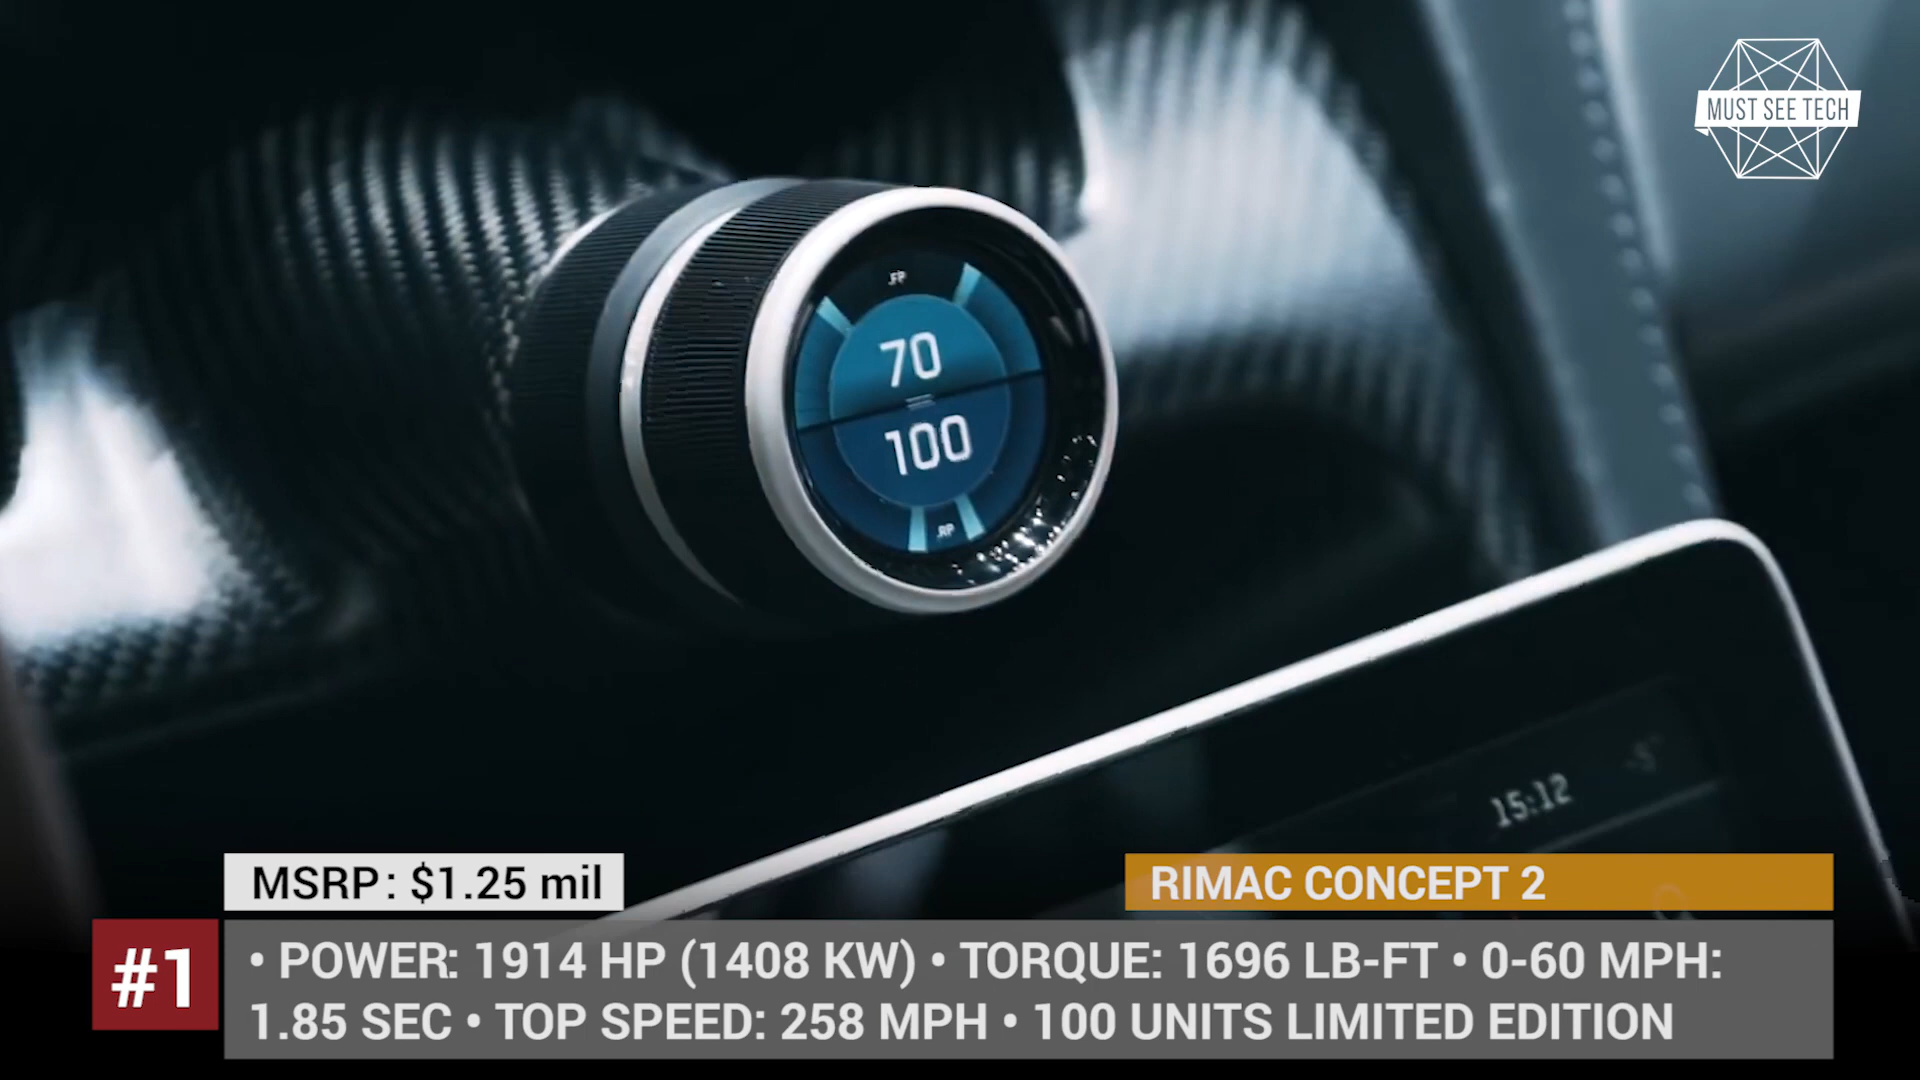 MUST SEE TECH
.FP
70
100
.RP
15:12
MSRP: $1.25 mil
RIMAC CONCEPT 2
#1
• POWER: 1914 HP (1408 KW) • TORQUE: 1696 LB-FT • 0-60 MPH:
1.85 SEC • TOP SPEED: 258 MPH • 100 UNITS LIMITED EDITION